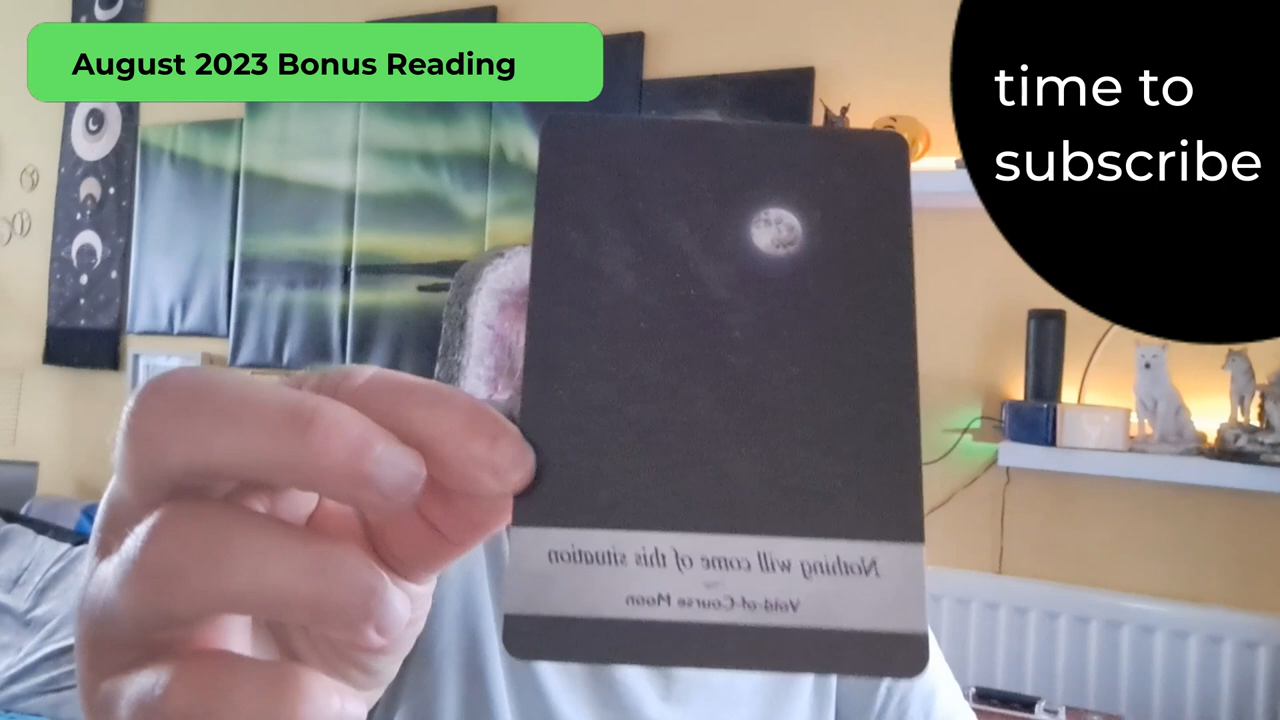 August 2023 Bonus Reading
time to
subscribe
Nothing will come of this situation
Void-of-Course Moon